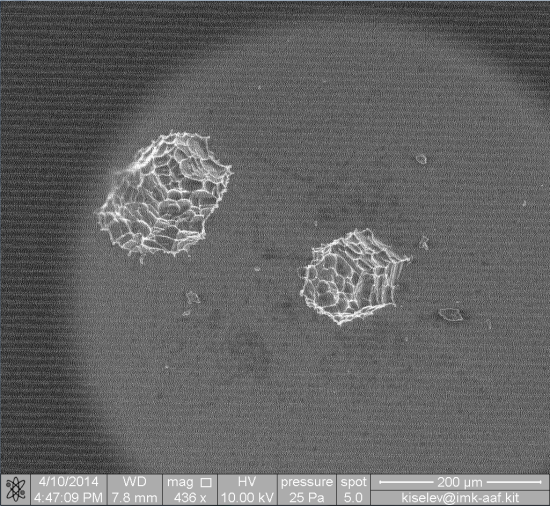 4/10/2014 WD mag HV pressure spot 200 µm
4:47:09 PM 7.8 mm 436 x 10.00 kV 25 Pa 5.0 kiselev@imk-aaf.kit